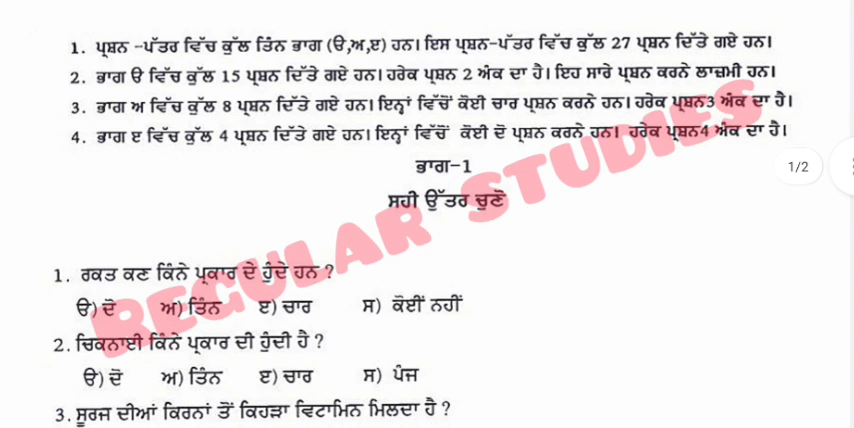 1. ਪ੍ਰਸ਼ਨ -ਪੱਤਰ ਵਿੱਚ ਕੁੱਲ ਤਿੰਨ ਭਾਗ (ੳ,ਅ,ੲ) ਹਨ। ਇਸ ਪ੍ਰਸ਼ਨ-ਪੱਤਰ ਵਿੱਚ ਕੁੱਲ 27 ਪ੍ਰਸ਼ਨ ਦਿੱਤੇ ਗਏ ਹਨ।
2. ਭਾਗ ੳ ਵਿੱਚ ਕੁੱਲ 15 ਪ੍ਰਸ਼ਨ ਦਿੱਤੇ ਗਏ ਹਨ। ਹਰੇਕ ਪ੍ਰਸ਼ਨ 2 ਅੰਕ ਦਾ ਹੈ। ਇਹ ਸਾਰੇ ਪ੍ਰਸ਼ਨ ਕਰਨੇ ਲਾਜ਼ਮੀ ਹਨ।
3. ਭਾਗ ਅ ਵਿੱਚ ਕੁੱਲ 8 ਪ੍ਰਸ਼ਨ ਦਿੱਤੇ ਗਏ ਹਨ। ਇਨ੍ਹਾਂ ਵਿੱਚੋਂ ਕੋਈ ਚਾਰ ਪ੍ਰਸ਼ਨ ਕਰਨੇ ਹਨ। ਹਰੇਕ ਪ੍ਰਸ਼ਨ3 ਅੰਕ ਦਾ ਹੈ।
4. ਭਾਗ ੲ ਵਿੱਚ ਕੁੱਲ 4 ਪ੍ਰਸ਼ਨ ਦਿੱਤੇ ਗਏ ਹਨ। ਇਨ੍ਹਾਂ ਵਿੱਚੋਂ ਕੋਈ ਦੋ ਪ੍ਰਸ਼ਨ ਕਰਨੇ ਹਨ। ਹਰੇਕ ਪ੍ਰਸ਼ਨ4 ਅੰਕ ਦਾ ਹੈ।
ਭਾਗ-1
1/2
ਸਹੀ ਉੱਤਰ ਚੁਣੋ
REGULAR STUDIES
1. ਰਕਤ ਕਣ ਕਿੰਨੇ ਪ੍ਰਕਾਰ ਦੇ ਹੁੰਦੇ ਹਨ ?
ੳ) ਦੋ ਅ) ਤਿੰਨ ੲ) ਚਾਰ ਸ) ਕੋਈਂ ਨਹੀਂ
2. ਚਿਕਨਾਈ ਕਿੰਨੇ ਪ੍ਰਕਾਰ ਦੀ ਹੁੰਦੀ ਹੈ ?
ੳ) ਦੋ ਅ) ਤਿੰਨ ੲ) ਚਾਰ ਸ) ਪੰਜ
3. ਸੂਰਜ ਦੀਆਂ ਕਿਰਨਾਂ ਤੋਂ ਕਿਹੜਾ ਵਿਟਾਮਿਨ ਮਿਲਦਾ ਹੈ ?